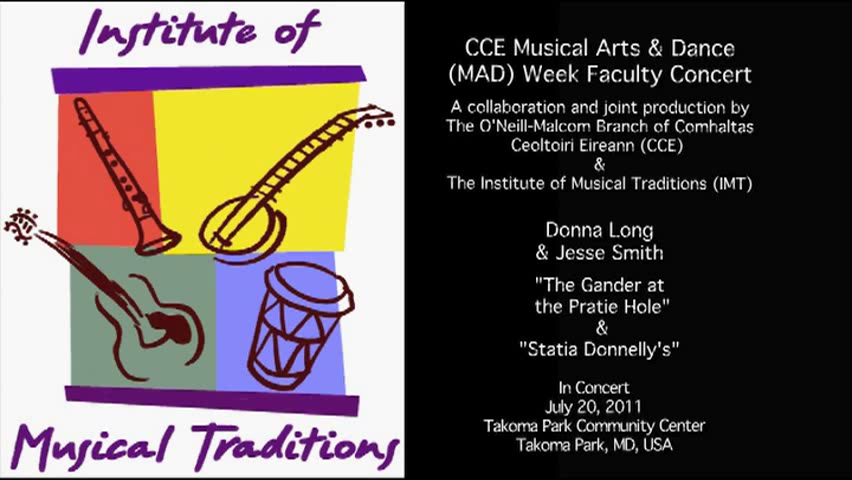 Institute of
Musical Traditions
CCE Musical Arts & Dance
(MAD) Week Faculty Concert
A collaboration and joint production by
The O'Neill-Malcom Branch of Comhaltas
Ceoltoiri Eireann (CCE)
&
The Institute of Musical Traditions (IMT)
Donna Long
& Jesse Smith
"The Gander at
the Pratie Hole"
&
"Statia Donnelly's"
In Concert
July 20, 2011
Takoma Park Community Center
Takoma Park, MD, USA